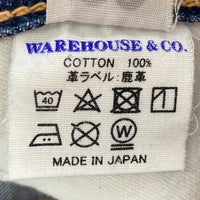 WAREHOUSE & CO.
COTTON 100%
革ラベル：鹿革
40
W
MADE IN JAPAN